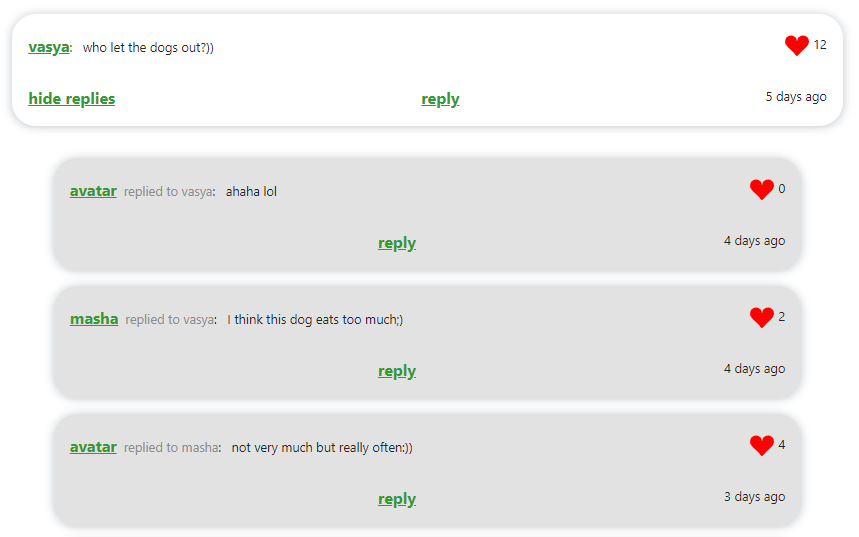 vasya: who let the dogs out?)) 12
hide replies reply 5 days ago
avatar replied to vasya: ahaha lol 0
reply 4 days ago
masha replied to vasya: I think this dog eats too much;) 2
reply 4 days ago
avatar replied to masha: not very much but really often:)) 4
reply 3 days ago